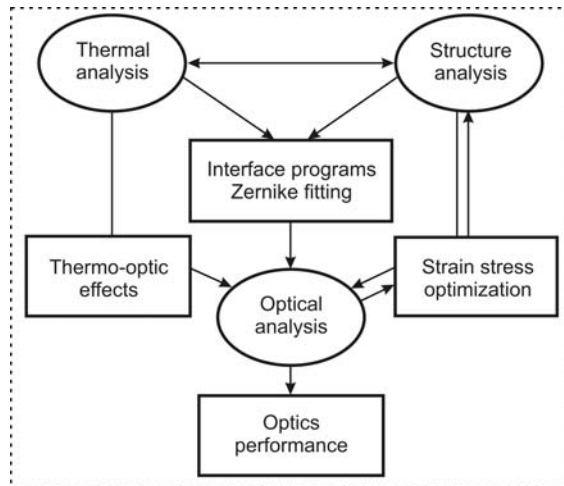 Thermal
analysis
Structure
analysis
Interface programs
Zernike fitting
Thermo-optic
effects
Optical
analysis
Strain stress
optimization
Optics
performance